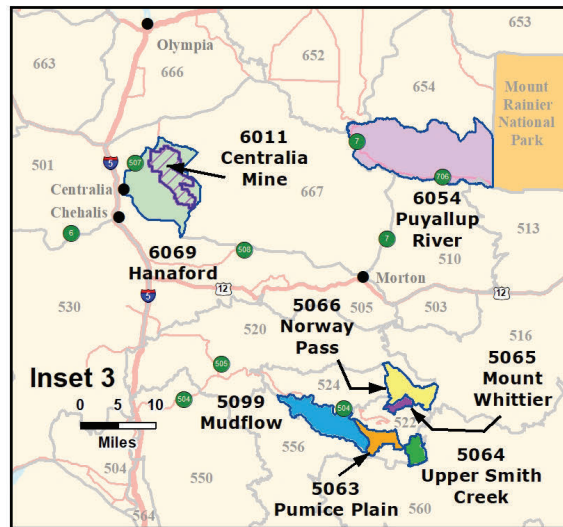 653
652
Olympia
663
666
654
Mount
Rainier
National
Park
6011
Centralia
Mine
7
501
5
507
706
Centralia
667
6054
Puyallup
River
513
Chehalis
6
6069
Hanaford
508
7
510
Morton
12
5
12
530
5066
Norway
Pass
505
503
520
516
5065
Mount
Whittier
505
Inset 3
524
5099
Mudflow
504
504
522
0 5 10
Miles
556
5064
Upper Smith
Creek
504
550
5063
Pumice Plain
560
564